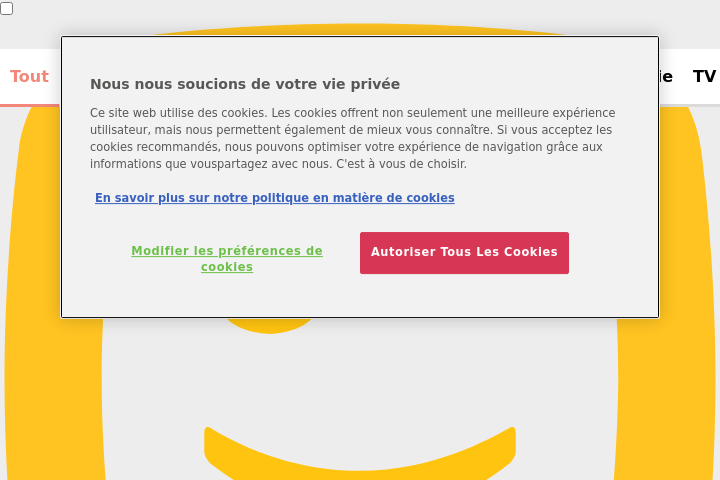 Tout
ie
TV
Nous nous soucions de votre vie privée
Ce site web utilise des cookies. Les cookies offrent non seulement une meilleure expérience
utilisateur, mais nous permettent également de mieux vous connaître. Si vous acceptez les
cookies recommandés, nous pouvons optimiser votre expérience de navigation grâce aux
informations que vouspartagez avec nous. C'est à vous de choisir.
En savoir plus sur notre politique en matière de cookies
Modifier les préférences de
cookies
Autoriser Tous Les Cookies